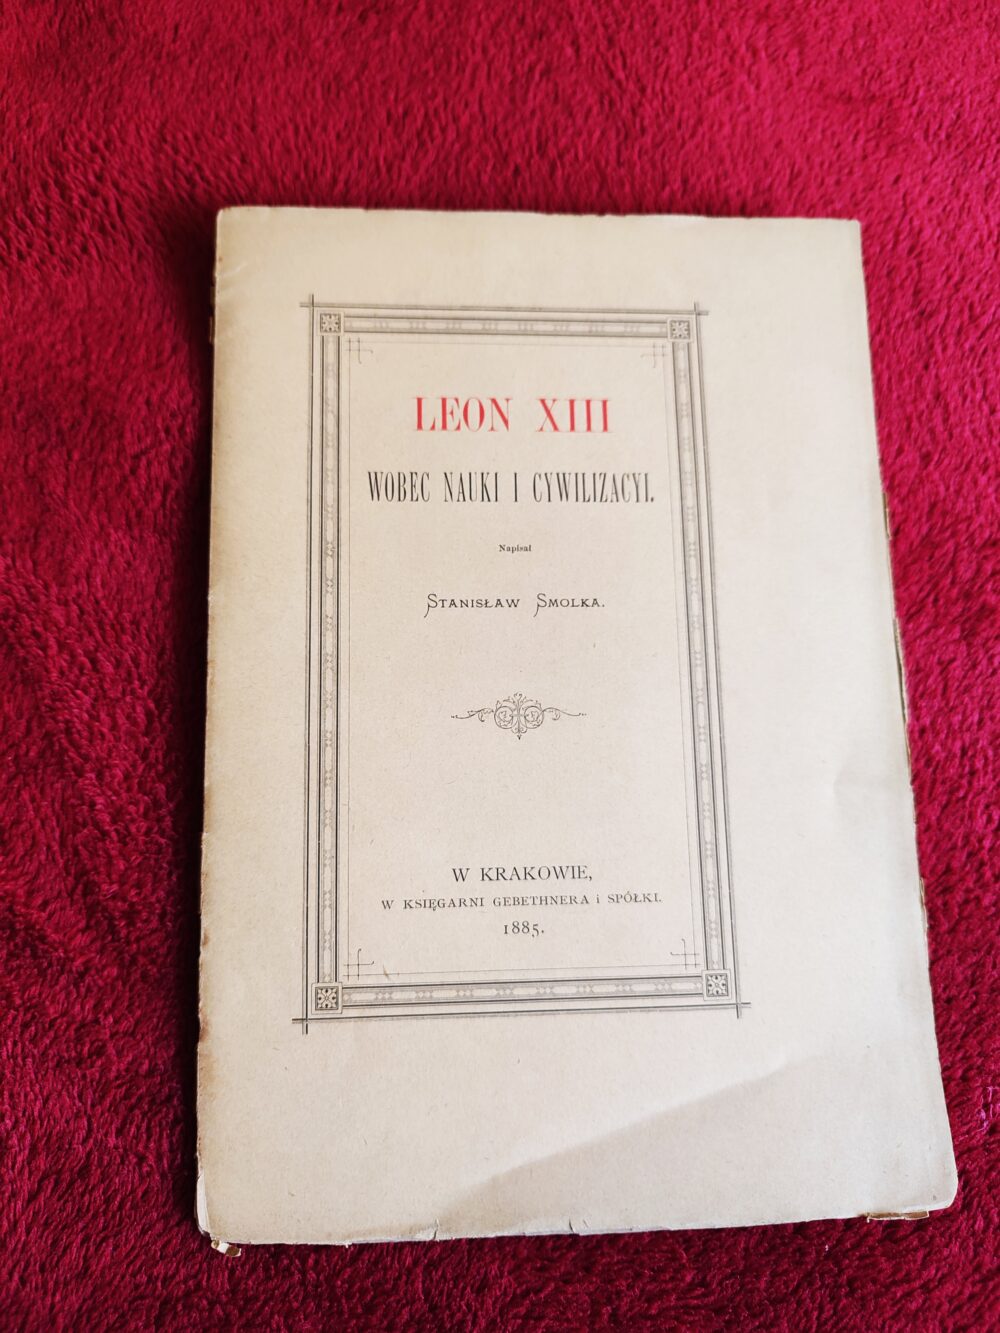 LEON XIII
WOBEC NAUKI I CYWILIZACYI.
Napisał
STANISŁAW SMOLKA.
W KRAKOWIE,
W KSIĘGARNI GEBETHNERA i SPÓŁKI.
1885.